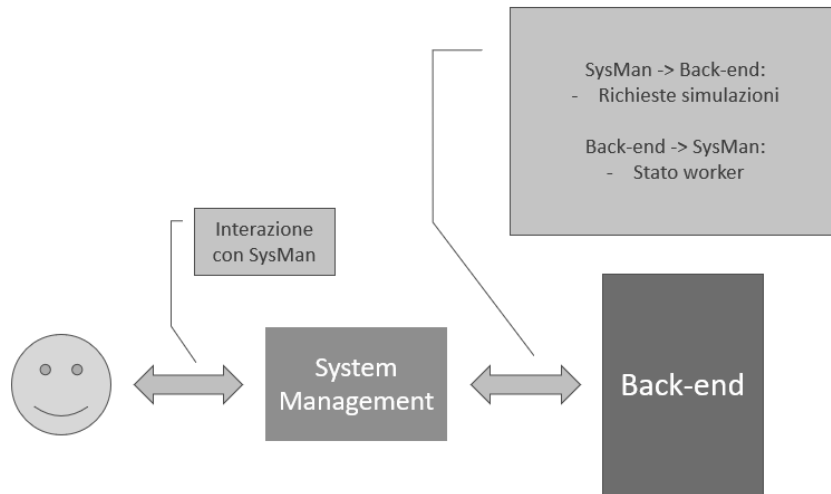 SysMan -> Back-end:
- Richieste simulazioni
Back-end -> SysMan:
- Stato worker
Interazione
con SysMan
System
Management
Back-end